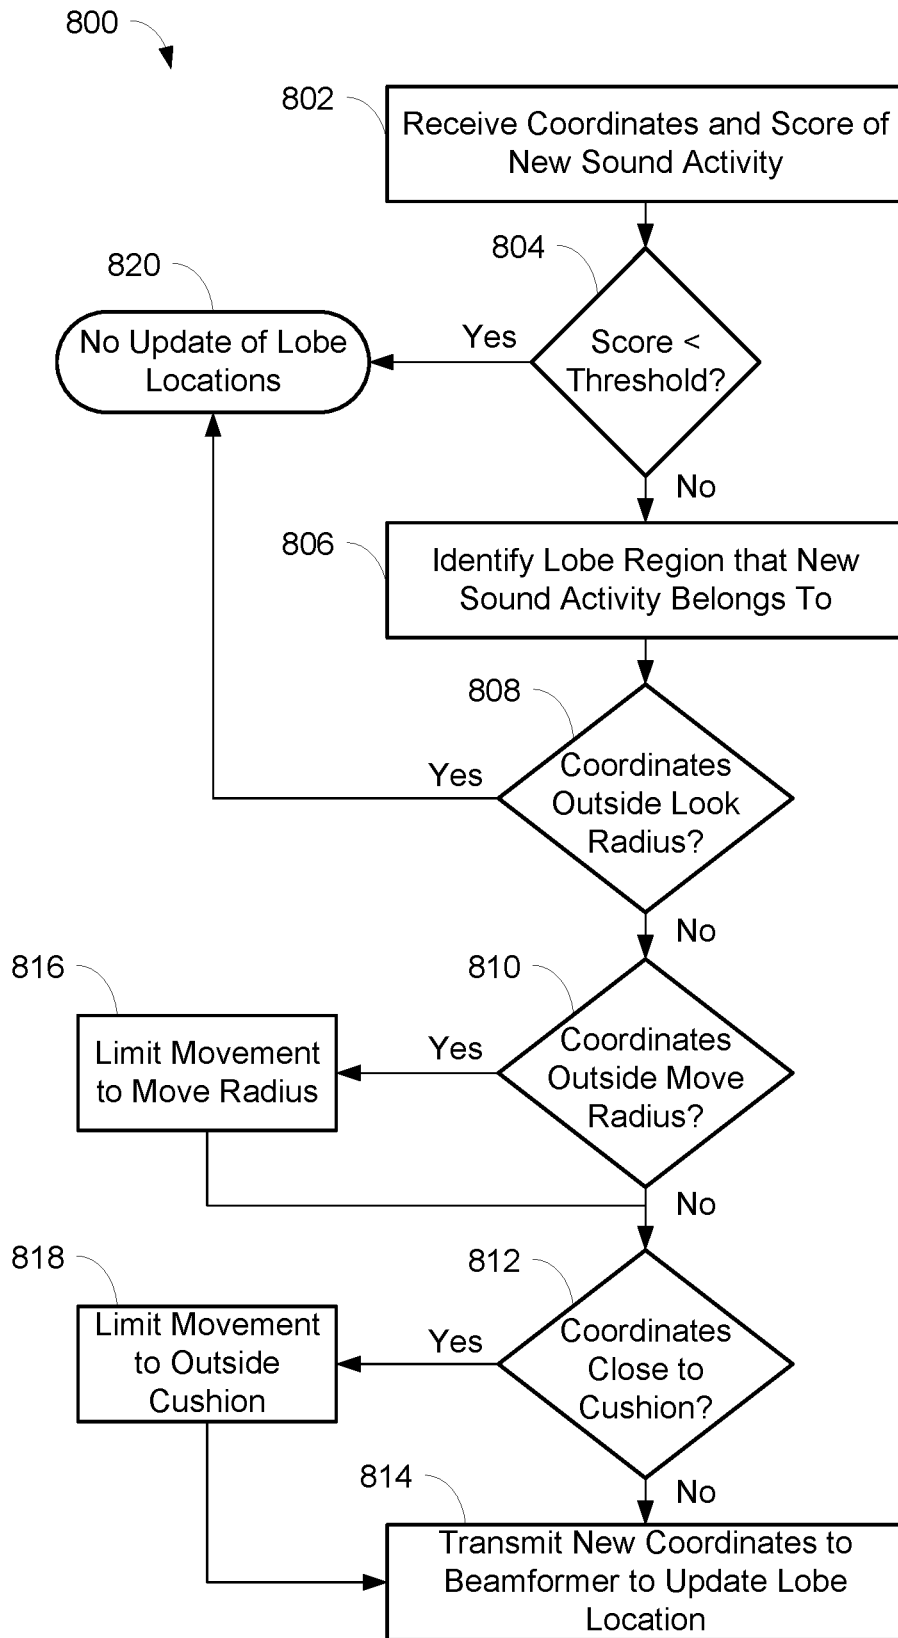 800
802
Receive Coordinates and Score of
New Sound Activity
804
820
Yes
Score <
Threshold?
No Update of Lobe
Locations
No
806
Identify Lobe Region that New
Sound Activity Belongs To
808
Yes
Coordinates
Outside Look
Radius?
No
816
810
Limit Movement
to Move Radius
Yes
Coordinates
Outside Move
Radius?
No
818
812
Limit Movement
to Outside
Cushion
Yes
Coordinates
Close to
Cushion?
814
No
Transmit New Coordinates to
Beamformer to Update Lobe
Location